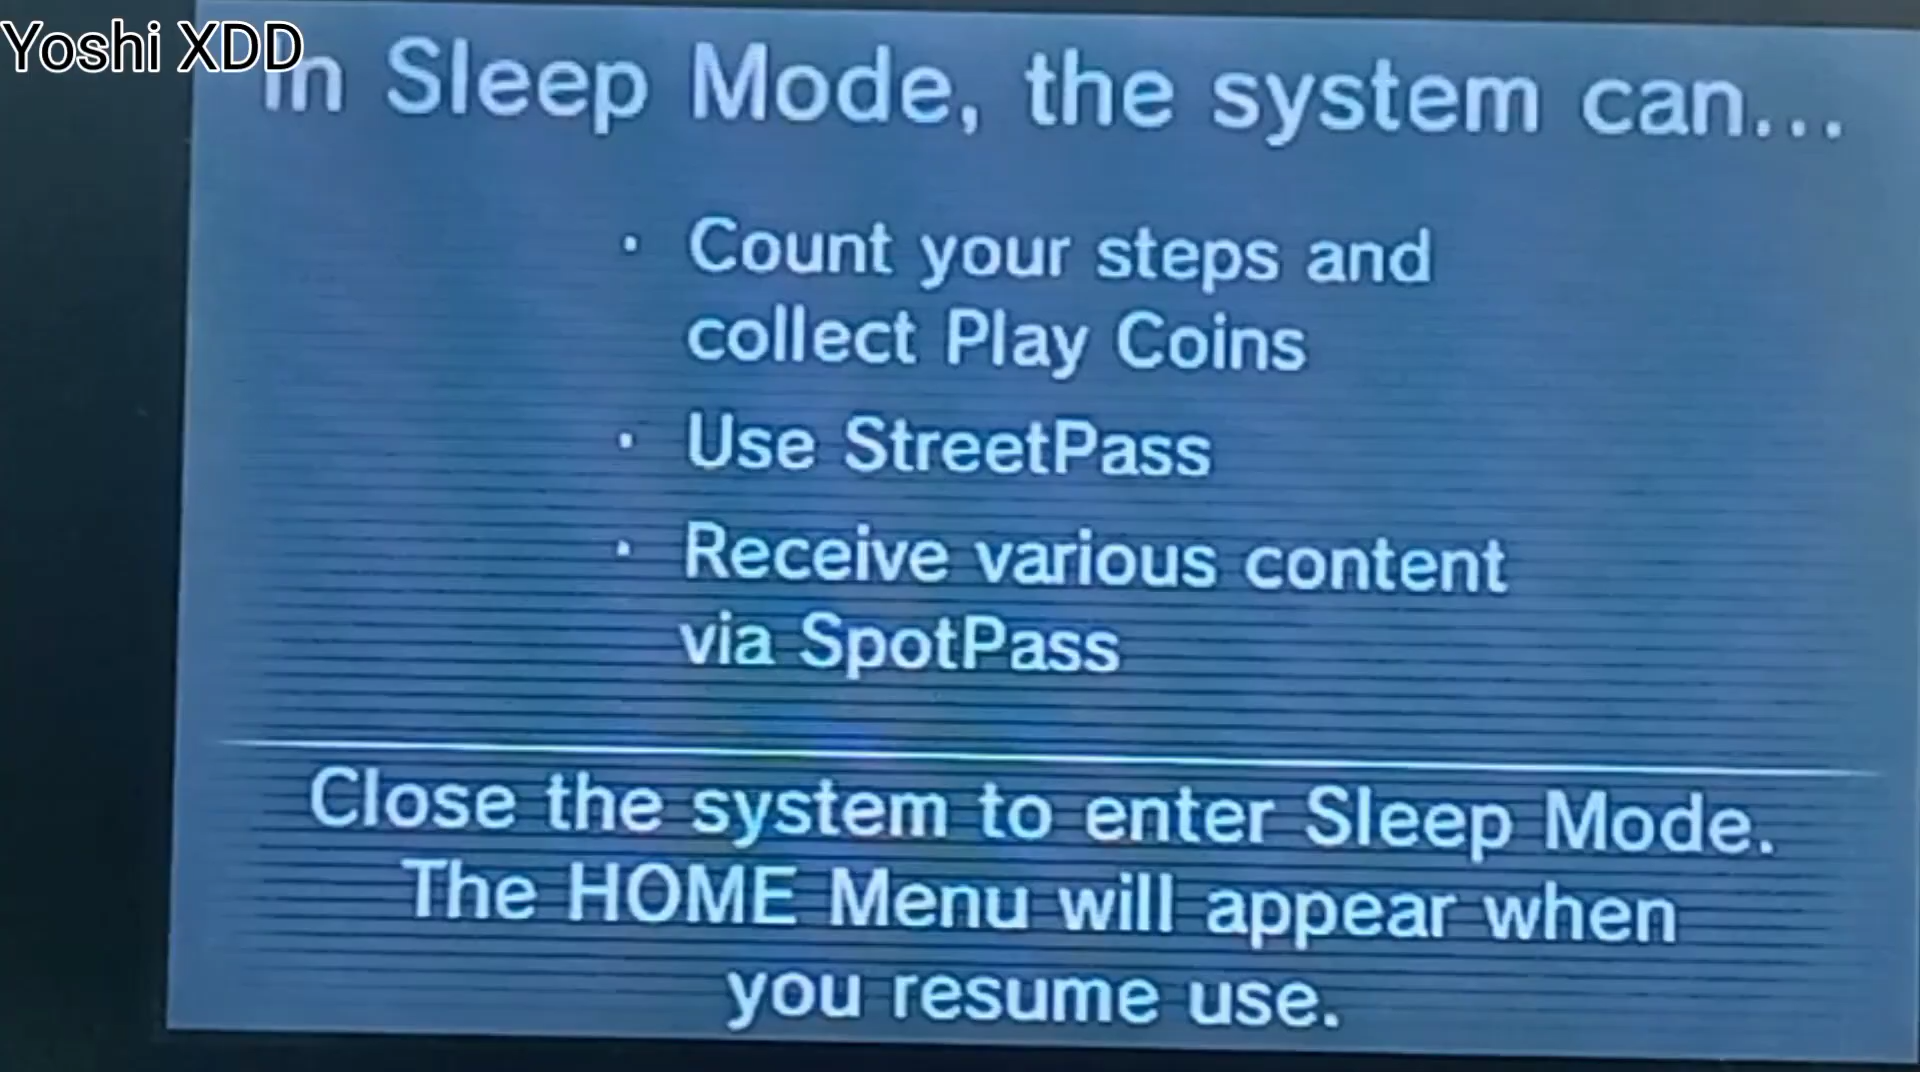 Yoshi XDD
In Sleep Mode, the system can...
· Count your steps and
collect Play Coins
· Use StreetPass
· Receive various content
via SpotPass
Close the system to enter Sleep Mode.
The HOME Menu will appear when
you resume use.